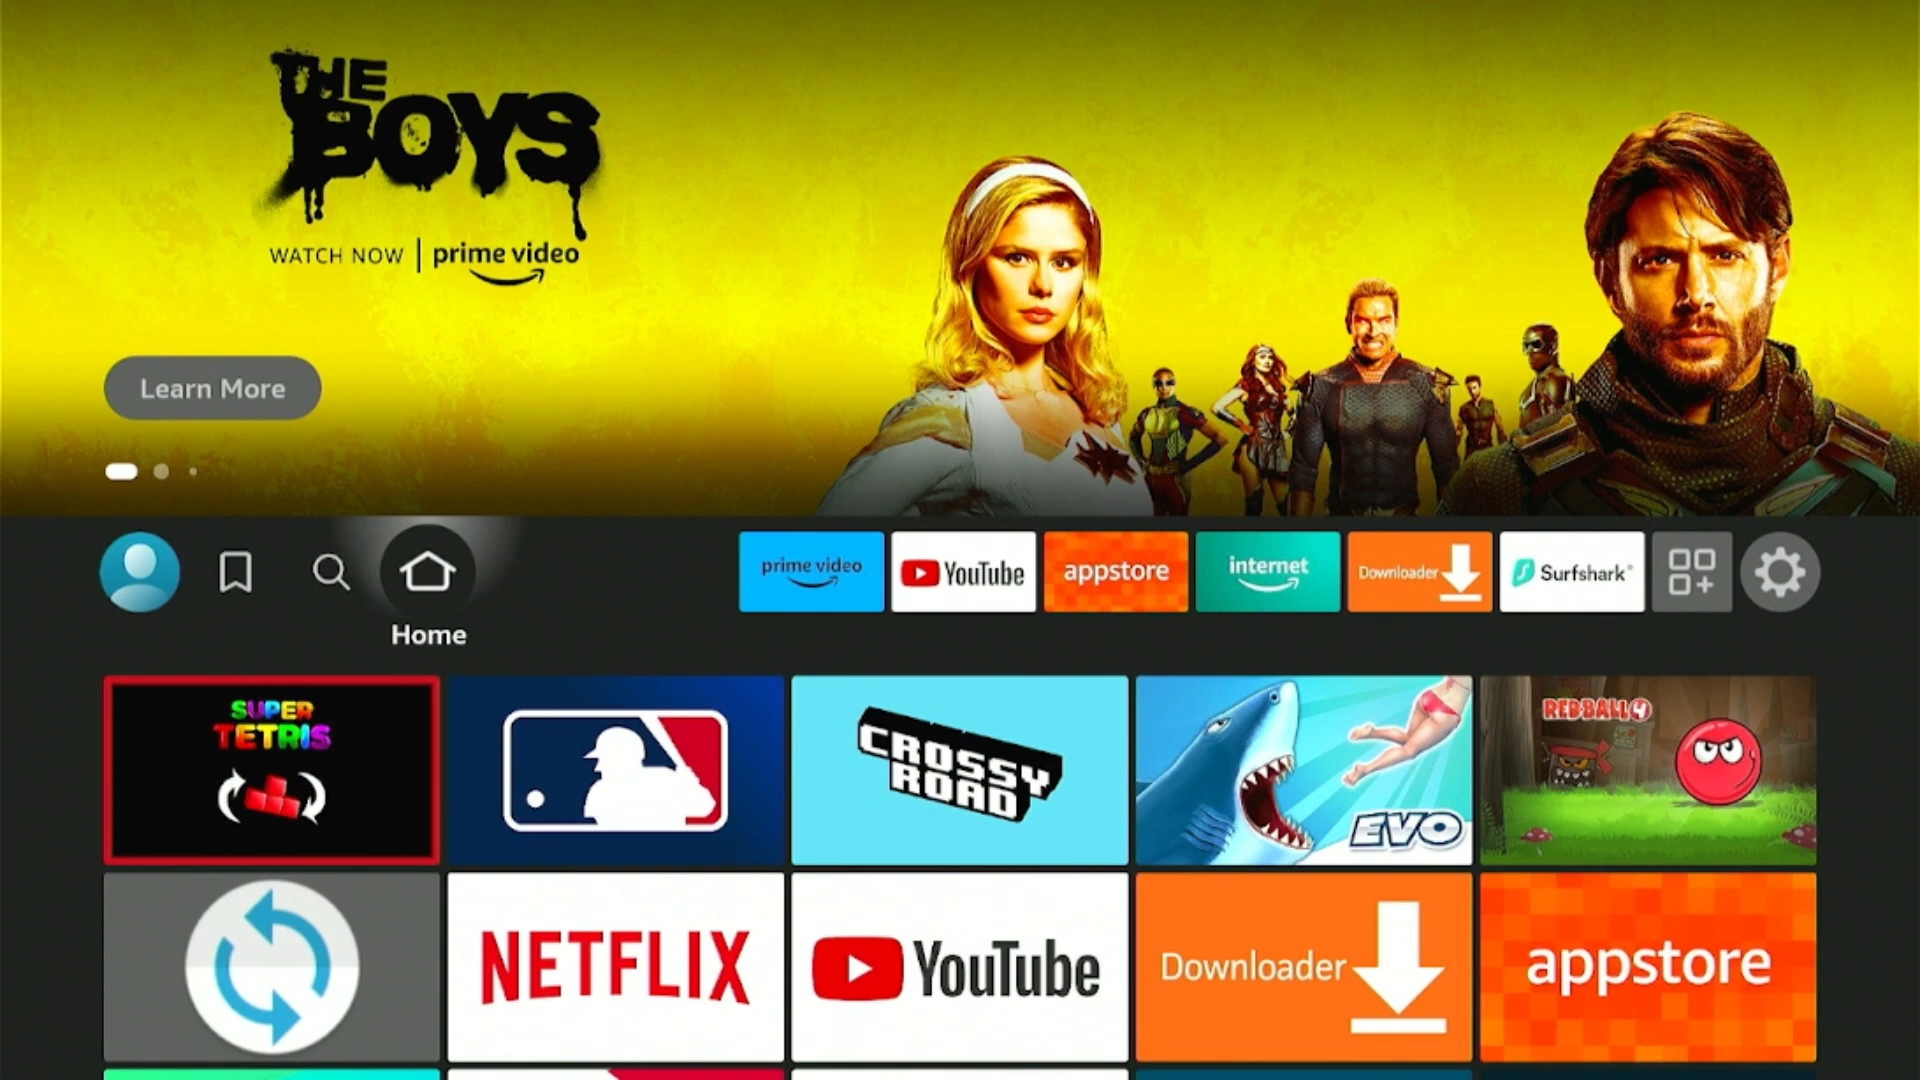 THE
BOYS
WATCH NOW | prime video
Learn More
prime video
YouTube
appstore
internet
Downloader
Surfshark
Home
SUPER
TETRIS
CROSSY
ROAD
EVO
RED BALL 4
NETFLIX
YouTube
Downloader
appstore